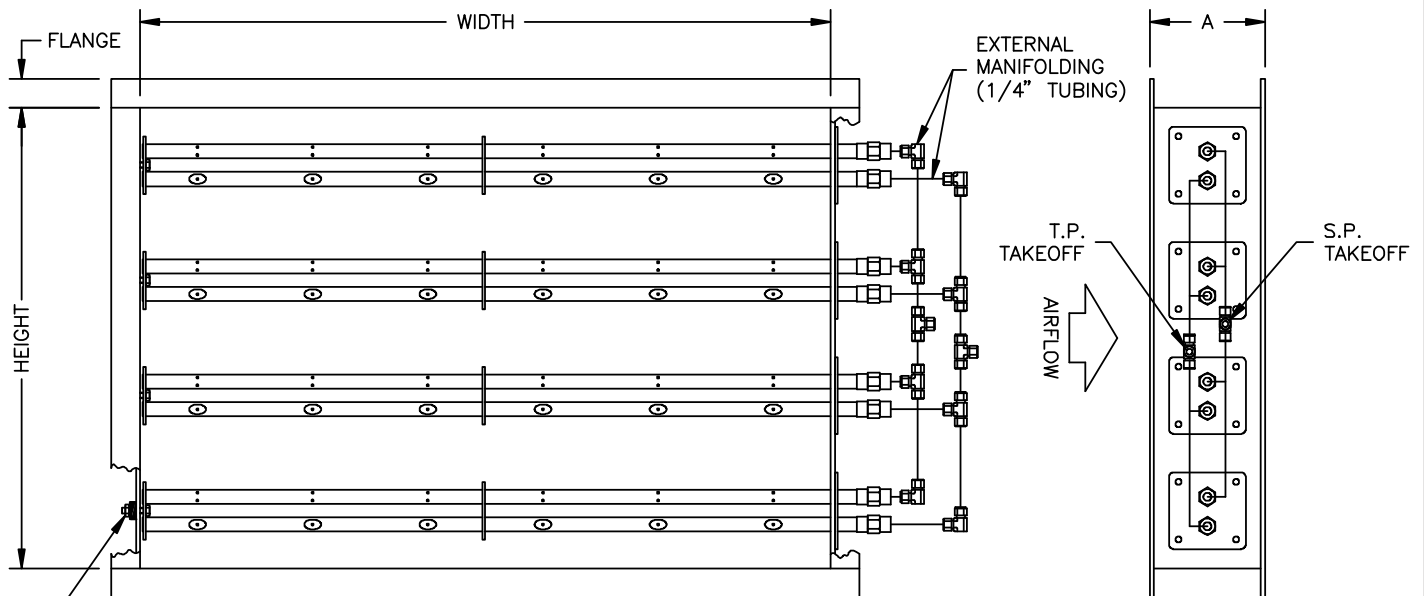 WIDTH
A
FLANGE
EXTERNAL
MANIFOLDING
(1/4" TUBING)
T.P.
TAKEOFF
S.P.
TAKEOFF
HEIGHT
AIRFLOW